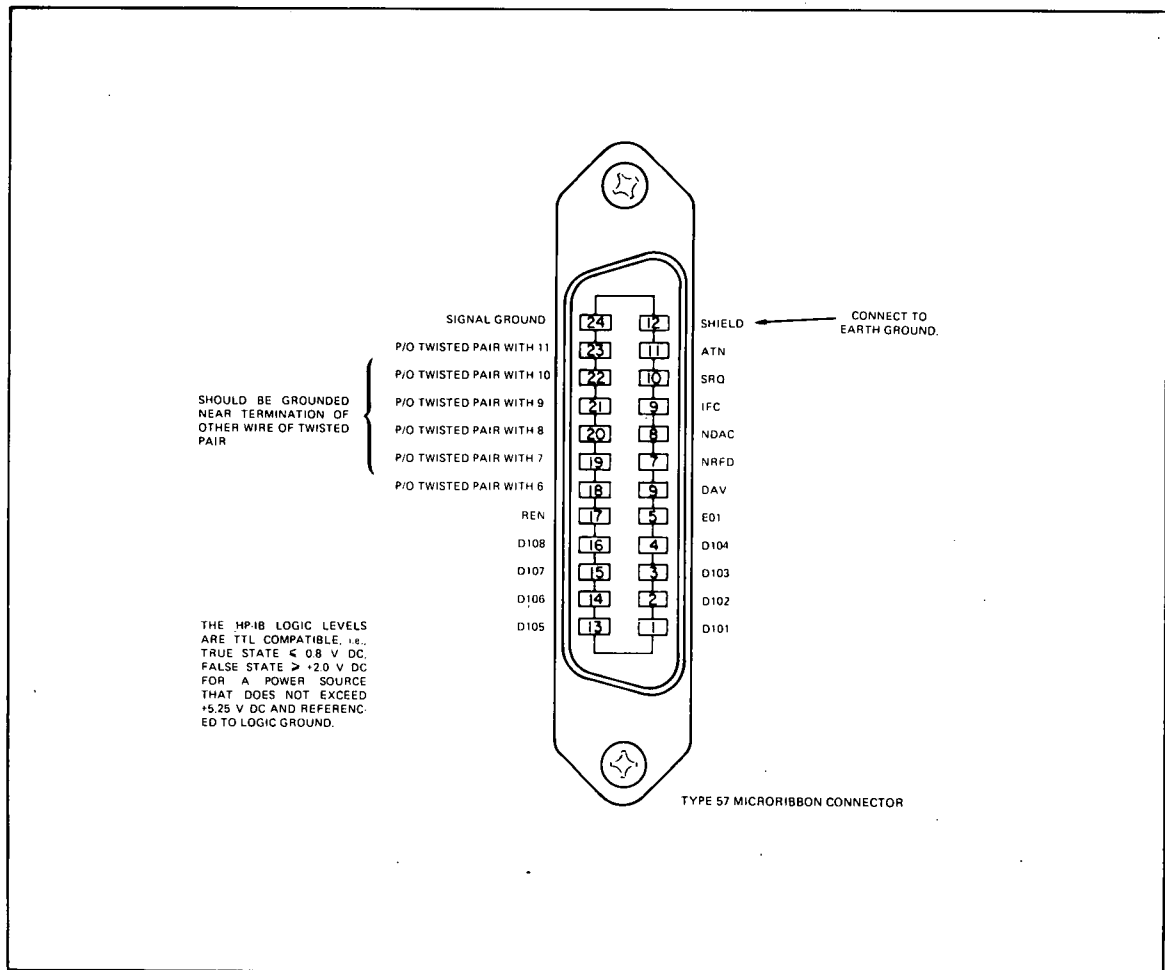 SIGNAL GROUND 24 12 SHIELD
CONNECT TO
EARTH GROUND.
P/O TWISTED PAIR WITH 11 23 11 ATN
P/O TWISTED PAIR WITH 10 22 10 SRQ
P/O TWISTED PAIR WITH 9 21 9 IFC
P/O TWISTED PAIR WITH 8 20 8 NDAC
P/O TWISTED PAIR WITH 7 19 7 NRFD
P/O TWISTED PAIR WITH 6 18 9 DAV
SHOULD BE GROUNDED
NEAR TERMINATION OF
OTHER WIRE OF TWISTED
PAIR
REN 17 5 E01
D108 16 4 D104
D107 15 3 D103
D106 14 2 D102
D105 13 1 D101
THE HP-IB LOGIC LEVELS
ARE TTL COMPATIBLE, i.e.,
TRUE STATE ⩽ 0.8 V DC,
FALSE STATE ⩾ +2.0 V DC
FOR A POWER SOURCE
THAT DOES NOT EXCEED
+5.25 V DC AND REFERENC-
ED TO LOGIC GROUND.
TYPE 57 MICRORIBBON CONNECTOR